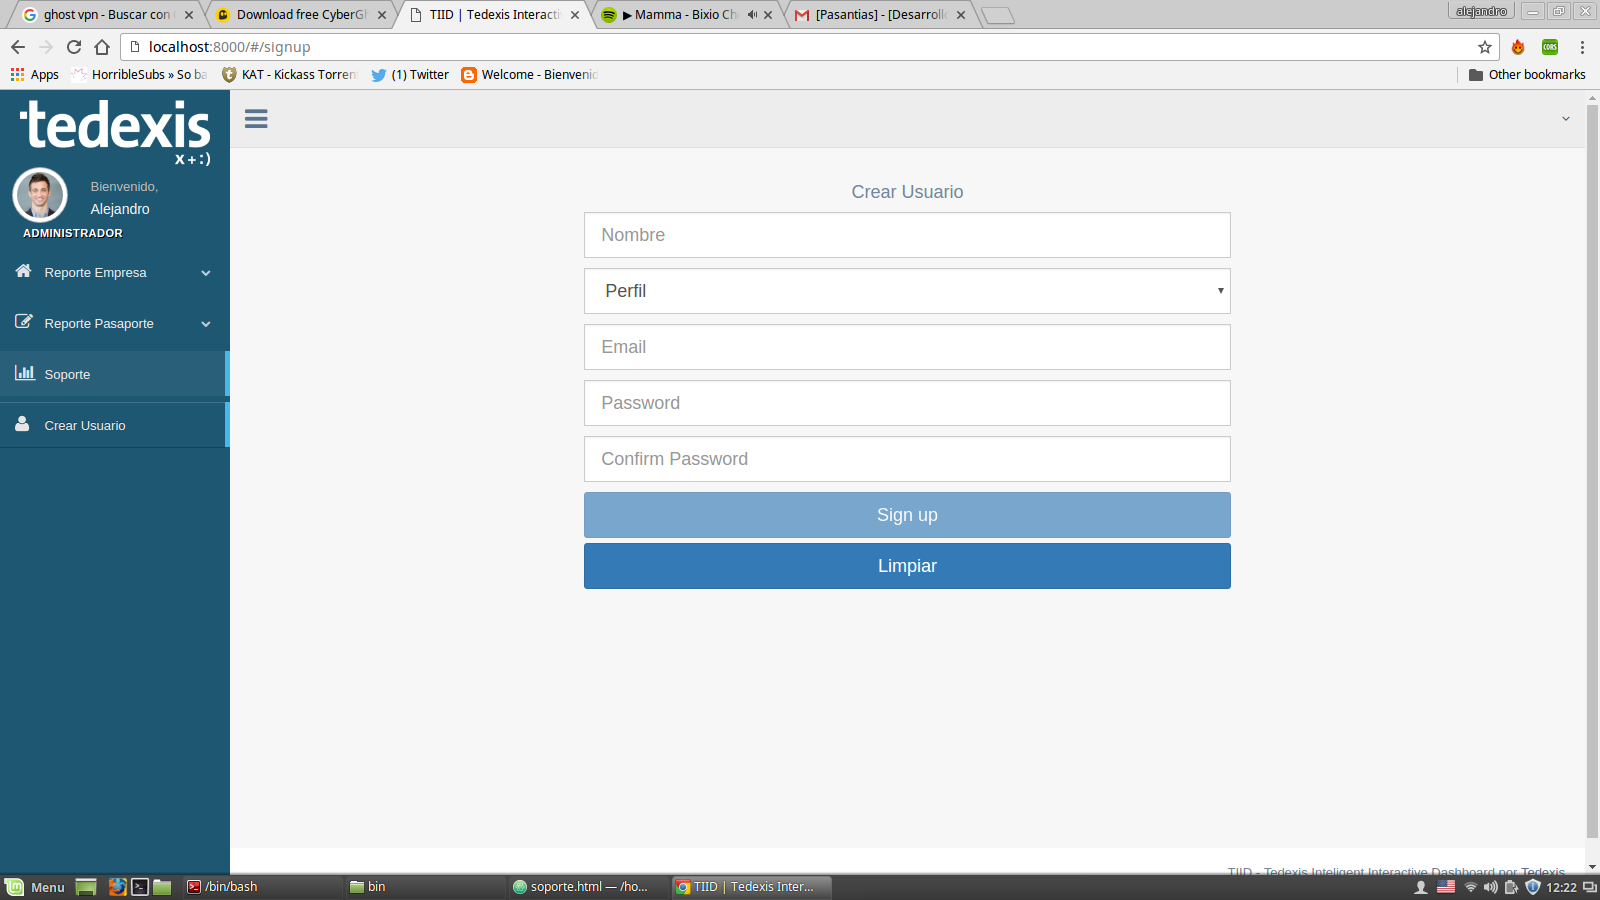 ghost vpn - Buscar con
Download free CyberGh
TIID | Tedexis Interacti
▶ Mamma - Bixio Che
[Pasantias] - [Desarroll
alejandro
localhost:8000/#/signup
CORS
Apps
HorribleSubs » So ba
KAT - Kickass Torren
(1) Twitter
Welcome - Bienvenid
Other bookmarks
tedexis
x+:)
Bienvenido,
Alejandro
ADMINISTRADOR
Reporte Empresa
Reporte Pasaporte
Soporte
Crear Usuario
Crear Usuario
Nombre
Perfil
Email
Password
Confirm Password
Sign up
Limpiar
TIID - Tedexis Inteligent Interactive Dashboard por Tedexis
Menu
/bin/bash
bin
soporte.html — /ho...
TIID | Tedexis Inter...
12:22